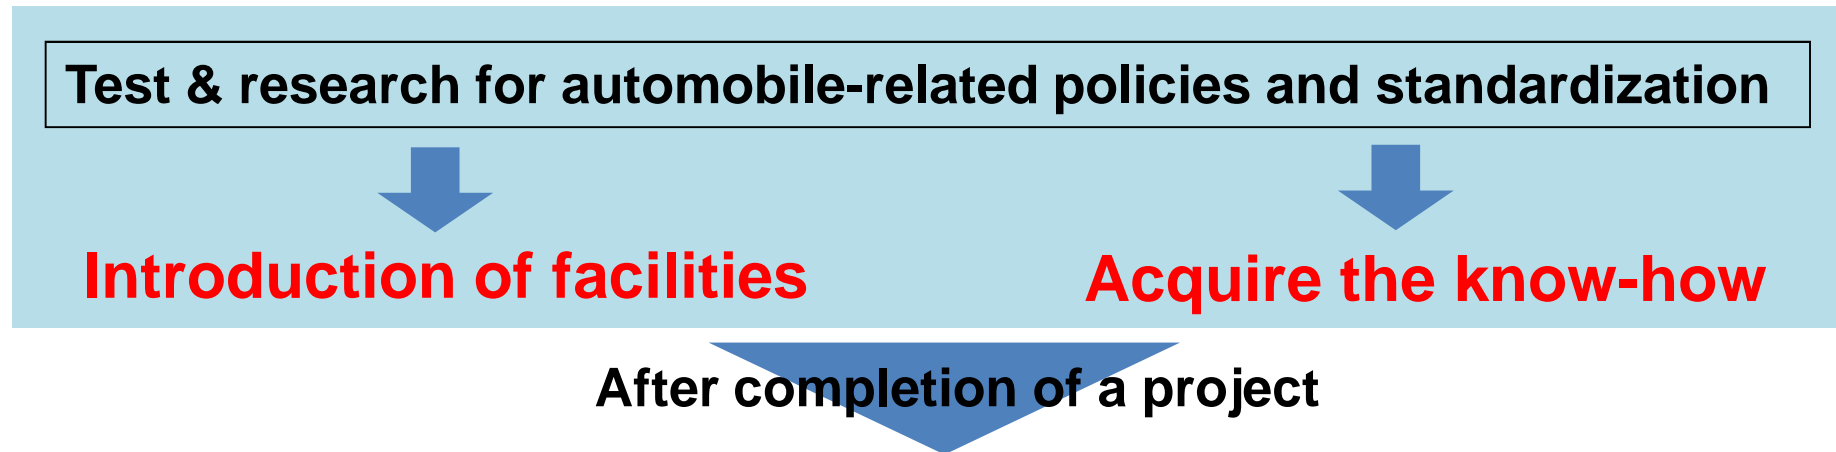 Test & research for automobile-related policies and standardization
Introduction of facilities
Acquire the know-how
After completion of a project